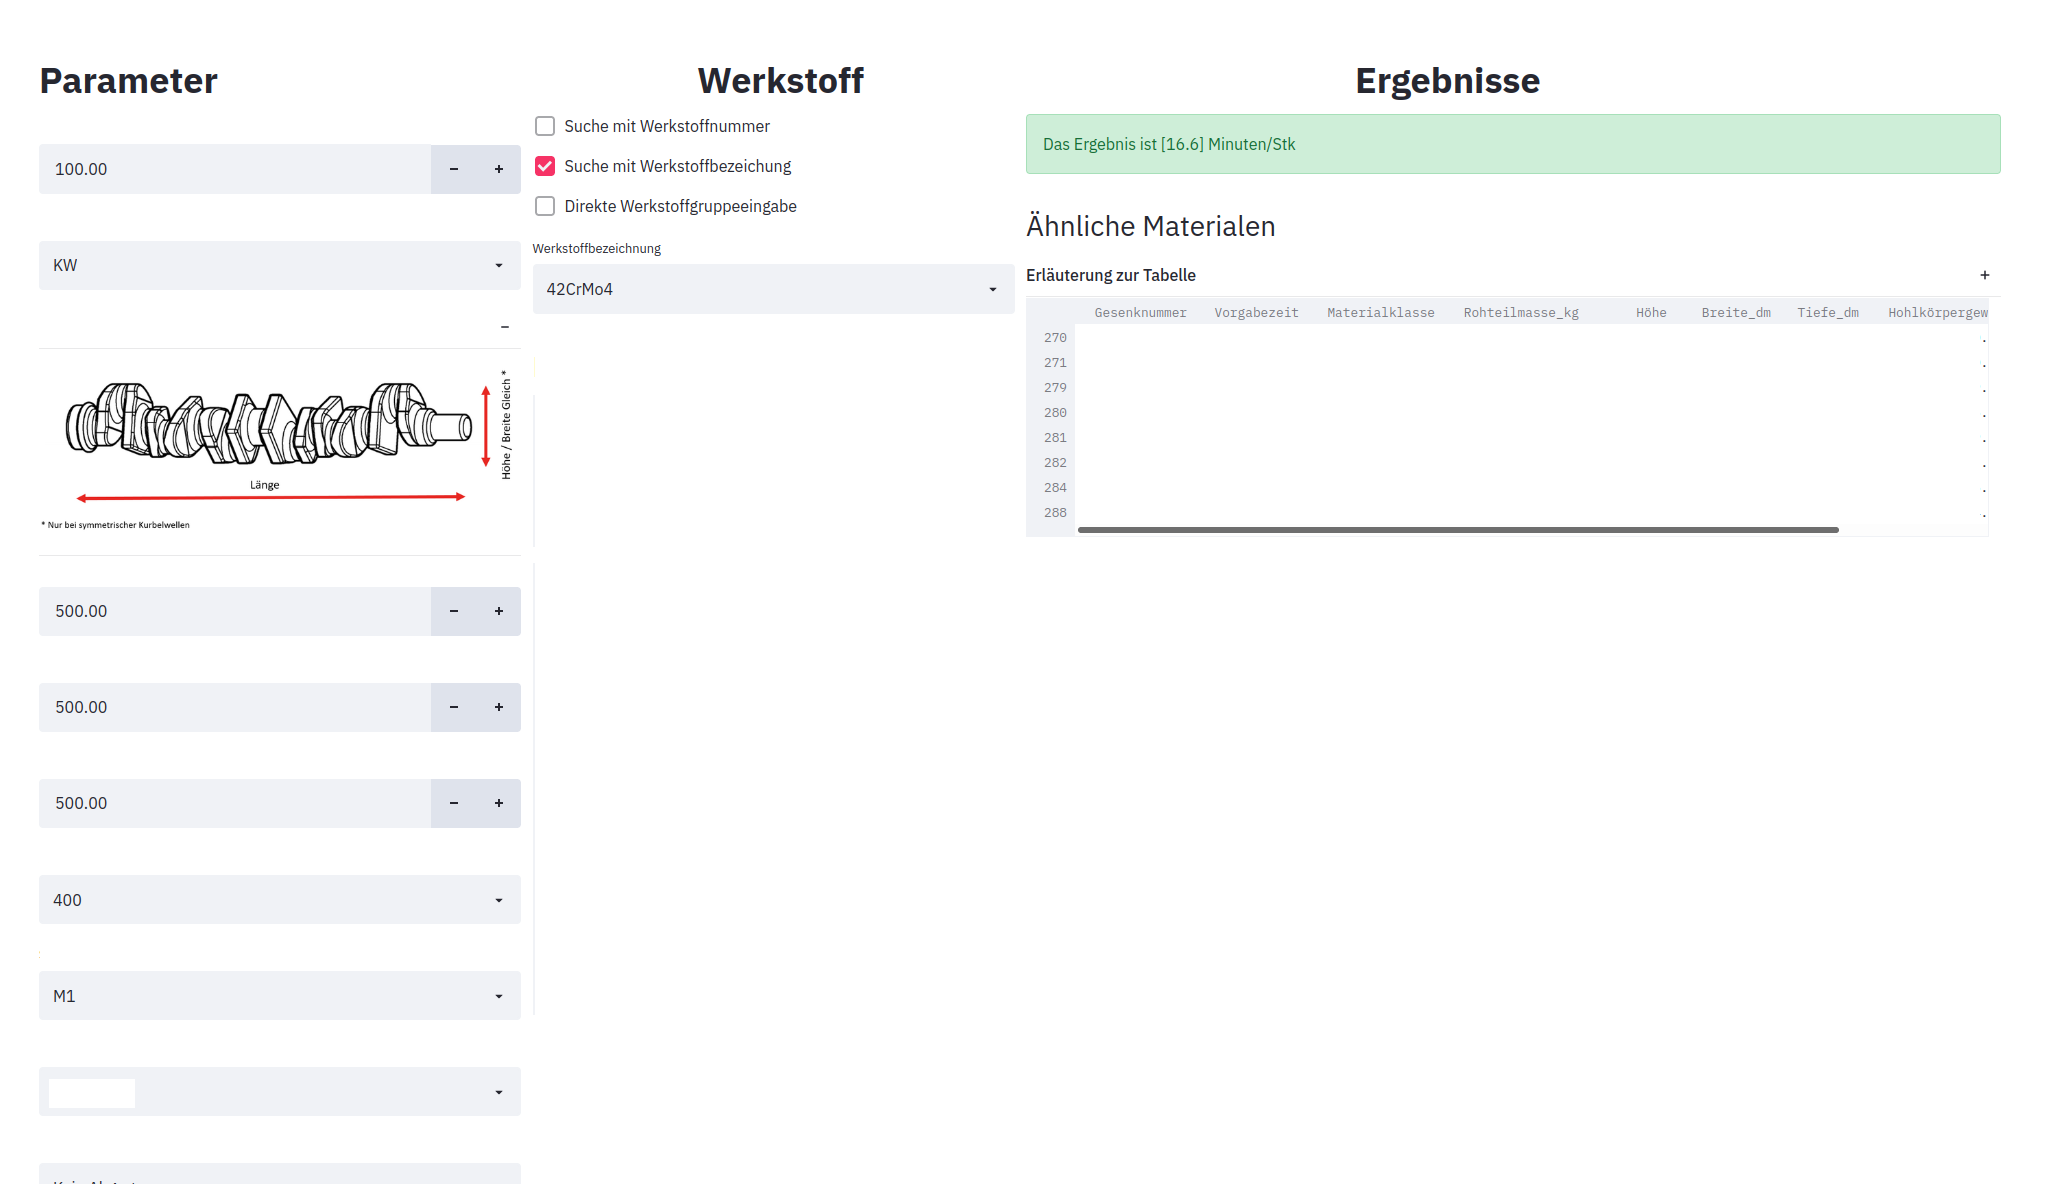 Parameter
100.00
KW
Höhe / Breite Gleich *
Länge
* Nur bei symmetrischer Kurbelwellen
500.00
500.00
500.00
400
M1
Werkstoff
Suche mit Werkstoffnummer
Suche mit Werkstoffbezeichung
Direkte Werkstoffgruppeeingabe
Werkstoffbezeichnung
42CrMo4
Ergebnisse
Das Ergebnis ist [16.6] Minuten/Stk
Ähnliche Materialen
Erläuterung zur Tabelle
Gesenknummer Vorgabezeit Materialklasse Rohteilmasse_kg Höhe Breite_dm Tiefe_dm Hohlkörpergew
270
271
279
280
281
282
284
288